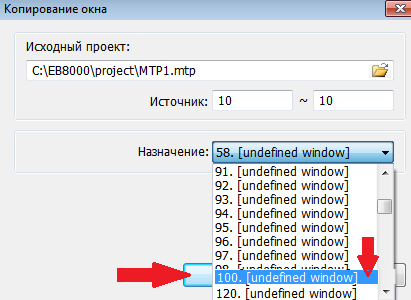 Копирование окна
Исходный проект:
C:\EB8000\project\MTP1.mtp
Источник: 10 ~ 10
Назначение: 58. [undefined window]
91. [undefined window]
92. [undefined window]
93. [undefined window]
94. [undefined window]
95. [undefined window]
96. [undefined window]
97. [undefined window]
98. [undefined window]
100. [undefined window]
120. [undefined window]